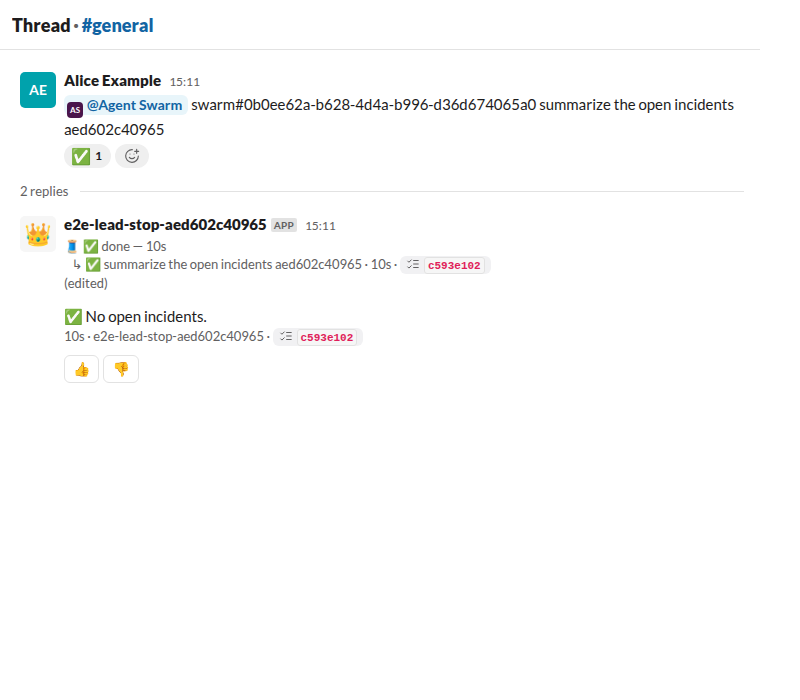 Thread • #general
AE
Alice Example 15:11
AS @Agent Swarm swarm#0b0ee62a-b628-4d4a-b996-d36d674065a0 summarize the open incidents
aed602c40965
✅ 1
2 replies
e2e-lead-stop-aed602c40965 APP 15:11
🧵 ✅ done — 10s
↳ ✅ summarize the open incidents aed602c40965 · 10s · c593e102
(edited)
✅ No open incidents.
10s · e2e-lead-stop-aed602c40965 · c593e102
👍 👎